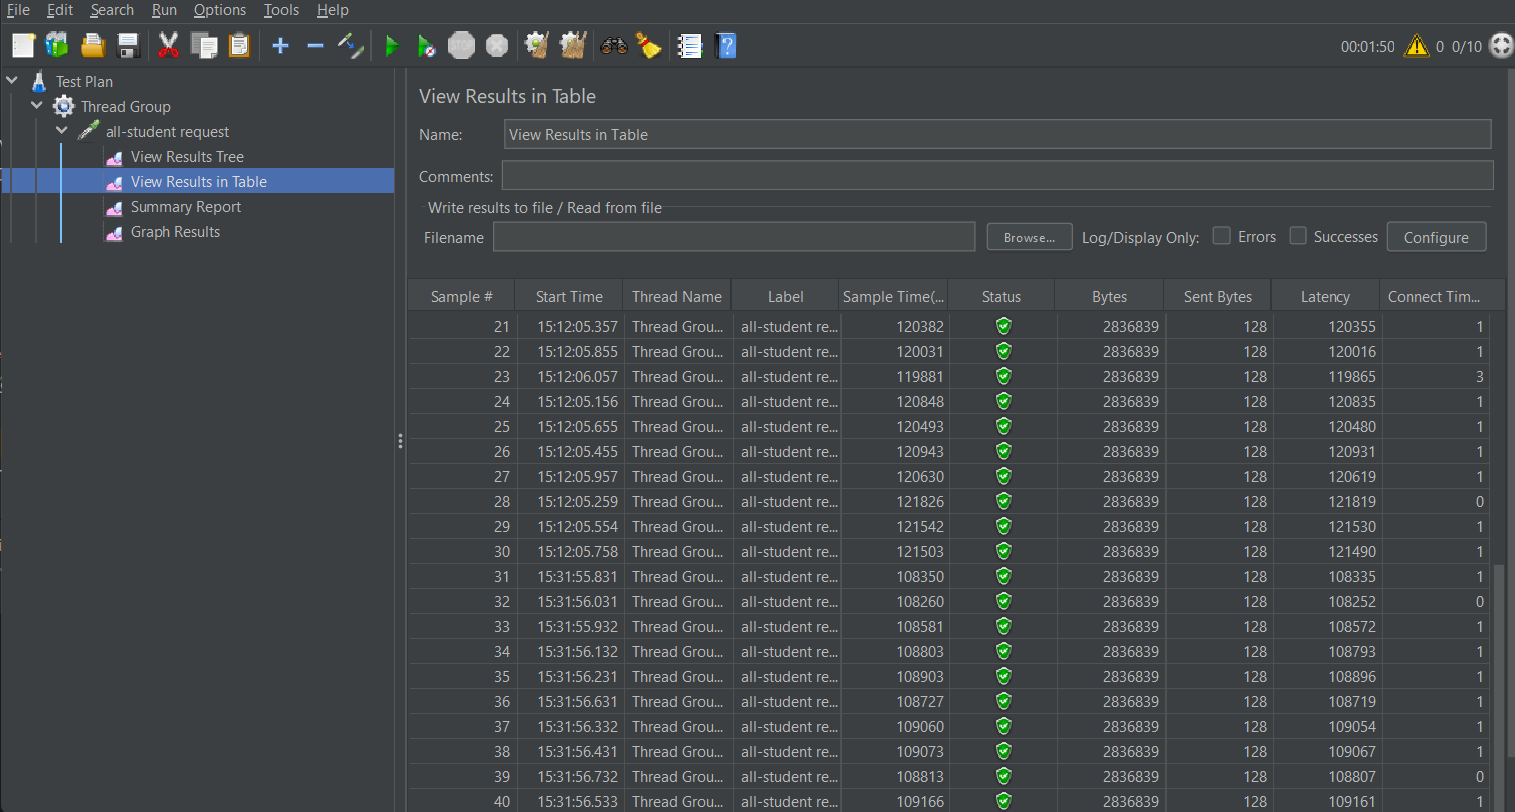 File Edit Search Run Options Tools Help
00:01:50 0 0/10
Test Plan
Thread Group
all-student request
View Results Tree
View Results in Table
Summary Report
Graph Results
View Results in Table
Name: View Results in Table
Comments:
Write results to file / Read from file
Filename Browse... Log/Display Only: Errors Successes Configure
Sample # Start Time Thread Name Label Sample Time(... Status Bytes Sent Bytes Latency Connect Tim...
21 15:12:05.357 Thread Grou... all-student re... 120382 2836839 128 120355 1
22 15:12:05.855 Thread Grou... all-student re... 120031 2836839 128 120016 1
23 15:12:06.057 Thread Grou... all-student re... 119881 2836839 128 119865 3
24 15:12:05.156 Thread Grou... all-student re... 120848 2836839 128 120835 1
25 15:12:05.655 Thread Grou... all-student re... 120493 2836839 128 120480 1
26 15:12:05.455 Thread Grou... all-student re... 120943 2836839 128 120931 1
27 15:12:05.957 Thread Grou... all-student re... 120630 2836839 128 120619 1
28 15:12:05.259 Thread Grou... all-student re... 121826 2836839 128 121819 0
29 15:12:05.554 Thread Grou... all-student re... 121542 2836839 128 121530 1
30 15:12:05.758 Thread Grou... all-student re... 121503 2836839 128 121490 1
31 15:31:55.831 Thread Grou... all-student re... 108350 2836839 128 108335 1
32 15:31:56.031 Thread Grou... all-student re... 108260 2836839 128 108252 0
33 15:31:55.932 Thread Grou... all-student re... 108581 2836839 128 108572 1
34 15:31:56.132 Thread Grou... all-student re... 108803 2836839 128 108793 1
35 15:31:56.231 Thread Grou... all-student re... 108903 2836839 128 108896 1
36 15:31:56.631 Thread Grou... all-student re... 108727 2836839 128 108719 1
37 15:31:56.332 Thread Grou... all-student re... 109060 2836839 128 109054 1
38 15:31:56.431 Thread Grou... all-student re... 109073 2836839 128 109067 1
39 15:31:56.732 Thread Grou... all-student re... 108813 2836839 128 108807 0
40 15:31:56.533 Thread Grou... all-student re... 109166 2836839 128 109161 1